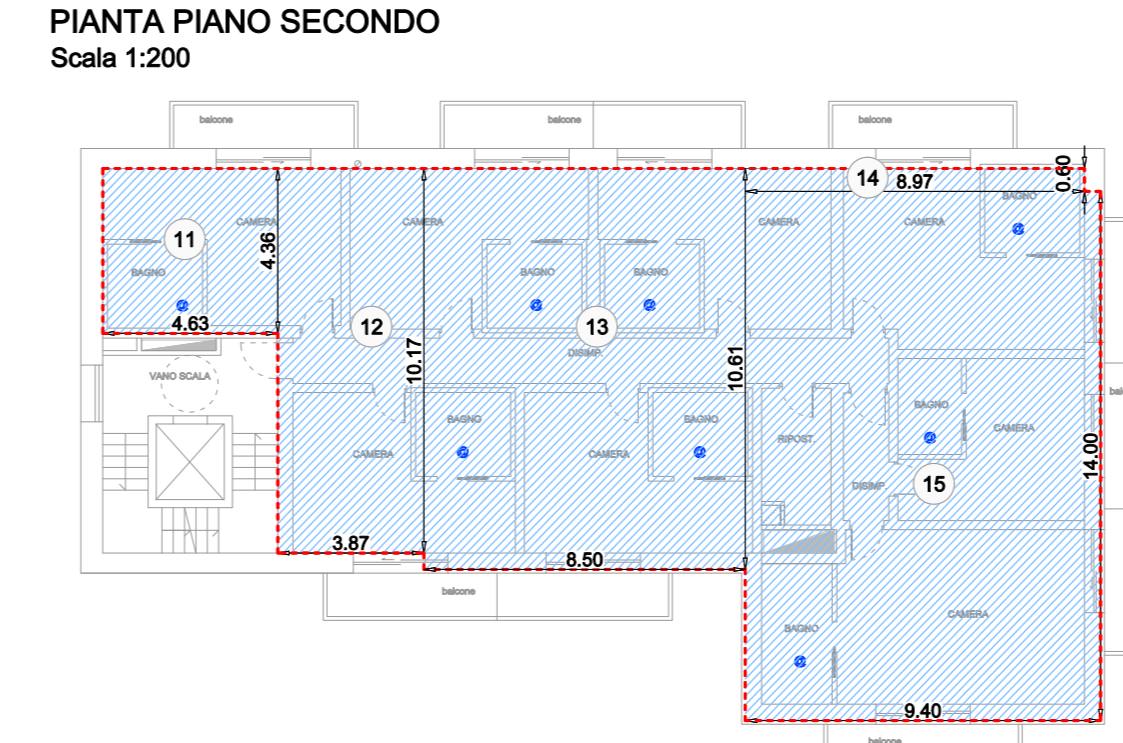 PIANTA PIANO SECONDO
Scala 1:200
balcone
balcone
balcone
0.60
14
8.97
BAGNO
CAMERA
CAMERA
CAMERA
CAMERA
11
4.36
BAGNO
BAGNO
BAGNO
4.63
12
13
DISIMP.
10.17
10.61
VANO SCALA
BAGNO
BAGNO
BAGNO
CAMERA
RIPOST.
CAMERA
CAMERA
14.00
DISIMP.
15
3.87
8.50
balcone
CAMERA
BAGNO
9.40
balcone